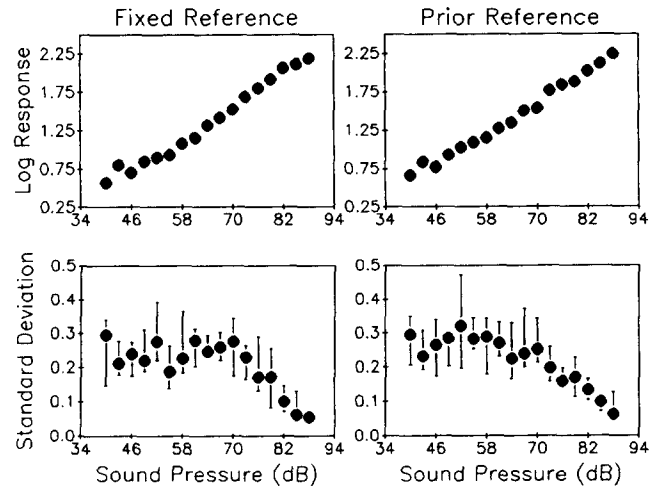 Fixed Reference
Prior Reference
Log Response
2.25
1.75
1.25
0.75
0.25
34 46 58 70 82 94
2.25
1.75
1.25
0.75
0.25
34 46 58 70 82 94
Standard Deviation
0.5
0.4
0.3
0.2
0.1
0.0
34 46 58 70 82 94
Sound Pressure (dB)
0.5
0.4
0.3
0.2
0.1
0.0
34 46 58 70 82 94
Sound Pressure (dB)